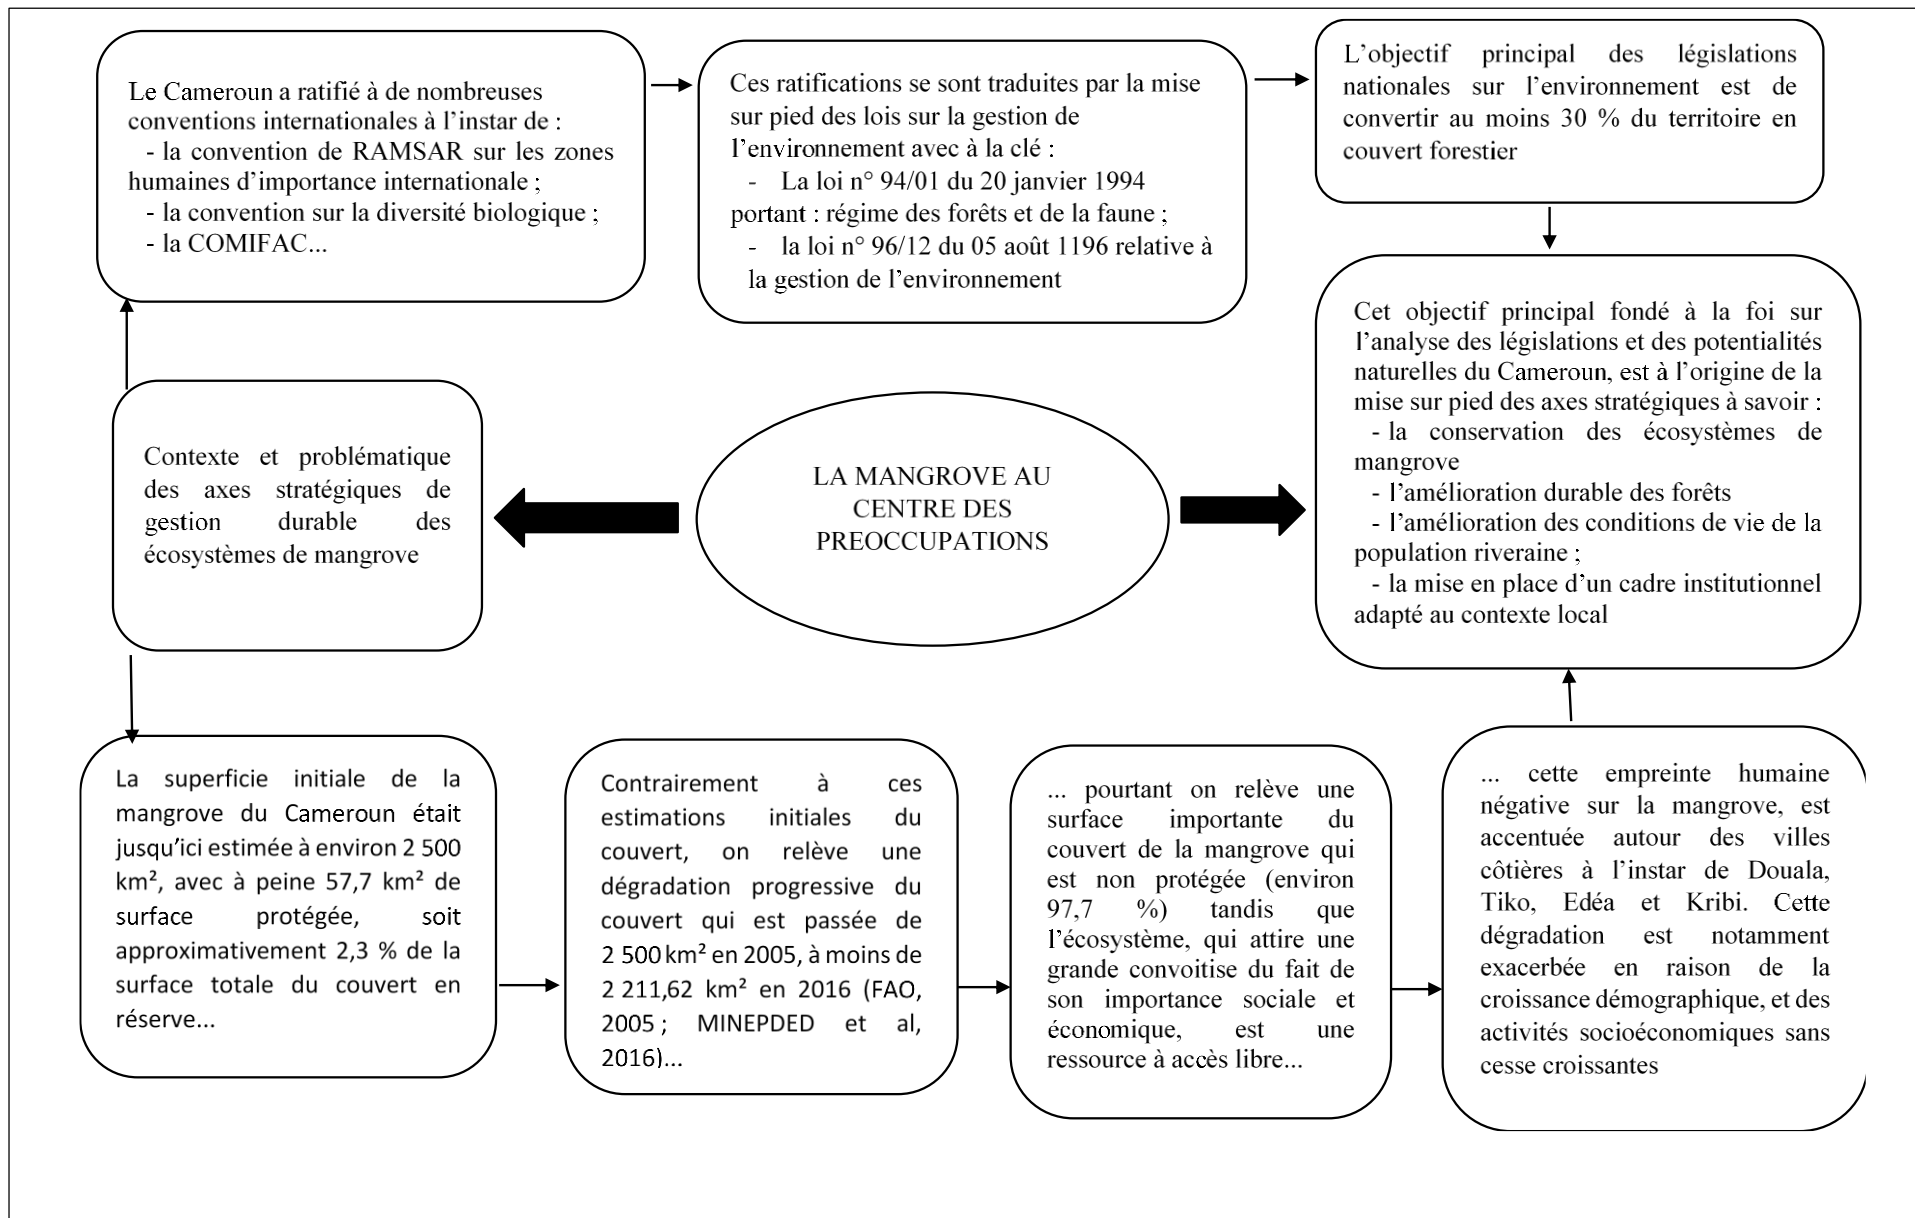 Le Cameroun a ratifié à de nombreuses
conventions internationales à l'instar de :
- la convention de RAMSAR sur les zones
humaines d'importance internationale ;
- la convention sur la diversité biologique ;
- la COMIFAC...
Ces ratifications se sont traduites par la mise
sur pied des lois sur la gestion de
l'environnement avec à la clé :
- La loi n° 94/01 du 20 janvier 1994
portant : régime des forêts et de la faune ;
- la loi n° 96/12 du 05 août 1196 relative à
la gestion de l'environnement
L'objectif principal des législations
nationales sur l'environnement est de
convertir au moins 30 % du territoire en
couvert forestier
Cet objectif principal fondé à la foi sur
l'analyse des législations et des potentialités
naturelles du Cameroun, est à l'origine de la
mise sur pied des axes stratégiques à savoir :
- la conservation des écosystèmes de
mangrove
- l'amélioration durable des forêts
- l'amélioration des conditions de vie de la
population riveraine ;
- la mise en place d'un cadre institutionnel
adapté au contexte local
Contexte et problématique
des axes stratégiques de
gestion durable des
écosystèmes de mangrove
LA MANGROVE AU
CENTRE DES
PREOCCUPATIONS
La superficie initiale de la
mangrove du Cameroun était
jusqu'ici estimée à environ 2 500
km², avec à peine 57,7 km² de
surface protégée, soit
approximativement 2,3 % de la
surface totale du couvert en
réserve...
Contrairement à ces
estimations initiales du
couvert, on relève une
dégradation progressive du
couvert qui est passée de
2 500 km² en 2005, à moins de
2 211,62 km² en 2016 (FAO,
2005 ; MINEPDED et al,
2016)...
... pourtant on relève une
surface importante du
couvert de la mangrove qui
est non protégée (environ
97,7 %) tandis que
l'écosystème, qui attire une
grande convoitise du fait de
son importance sociale et
économique, est une
ressource à accès libre...
... cette empreinte humaine
négative sur la mangrove, est
accentuée autour des villes
côtières à l'instar de Douala,
Tiko, Edéa et Kribi. Cette
dégradation est notamment
exacerbée en raison de la
croissance démographique, et des
activités socioéconomiques sans
cesse croissantes